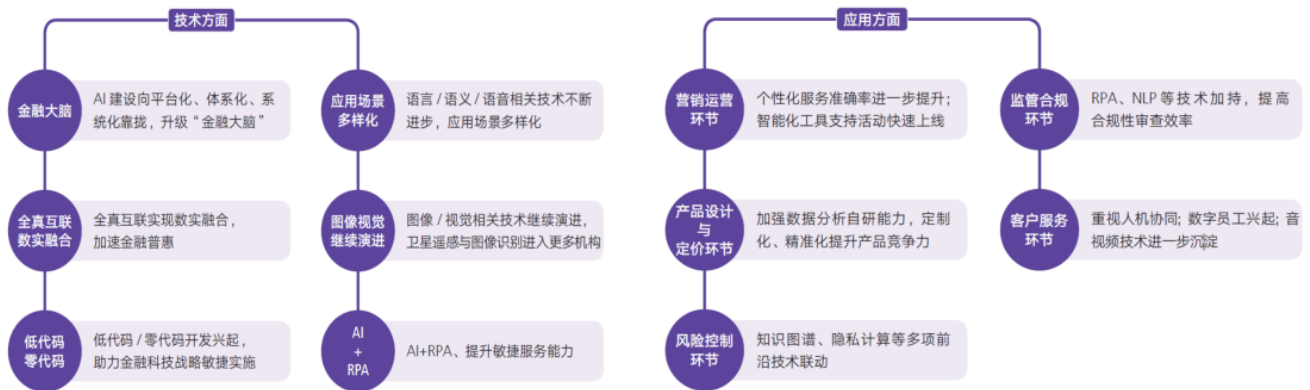 技术方面
金融大脑
AI 建设向平台化、体系化、系
统化靠拢，升级“金融大脑”
全真互联
数实融合
全真互联实现数实融合，
加速金融普惠
低代码
零代码
低代码 / 零代码开发兴起，
助力金融科技战略敏捷实施
应用场景
多样化
语言 / 语义 / 语音相关技术不断
进步，应用场景多样化
图像视觉
继续演进
图像 / 视觉相关技术继续演进，
卫星遥感与图像识别进入更多机构
AI
+
RPA
AI+RPA、提升敏捷服务能力
应用方面
营销运营
环节
个性化服务准确率进一步提升；
智能化工具支持活动快速上线
产品设计
与
定价环节
加强数据分析自研能力，定制
化、精准化提升产品竞争力
风险控制
环节
知识图谱、隐私计算等多项前
沿技术联动
监管合规
环节
RPA、NLP 等技术加持，提高
合规性审查效率
客户服务
环节
重视人机协同；数字员工兴起；音
视频技术进一步沉淀